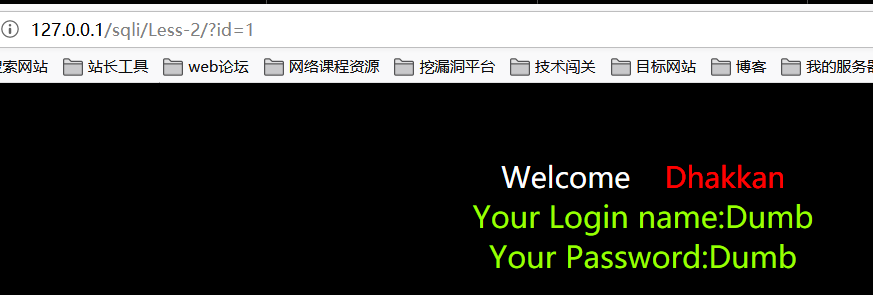 127.0.0.1/sqli/Less-2/?id=1
搜索网站 站长工具 web论坛 网络课程资源 挖漏洞平台 技术闯关 目标网站 博客 我的服务器
Welcome Dhakkan
Your Login name:Dumb
Your Password:Dumb